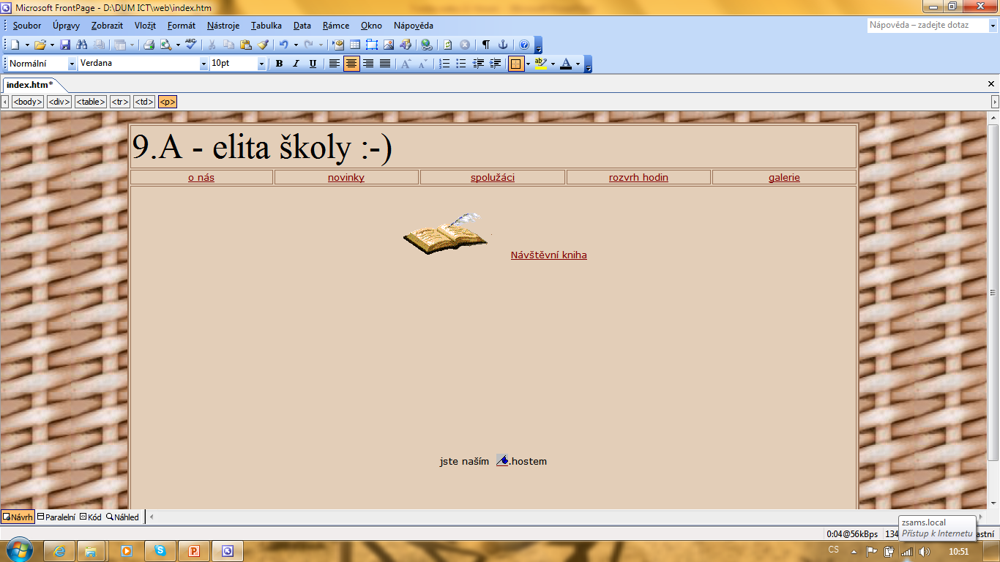 Microsoft FrontPage - D:\DUM ICT\web\index.htm
Soubor Úpravy Zobrazit Vložit Formát Nástroje Tabulka Data Rámce Okno Nápověda Nápověda – zadejte dotaz
Normální Verdana 10pt B I U
index.htm*
<body> <div> <table> <tr> <td> <p>
9.A - elita školy :-)
o nás novinky spolužáci rozvrh hodin galerie
Návštěvní kniha
jste naším .hostem
Návrh Paralelní Kód Náhled
zsams.local
0:04@56kBps 134 astní
Přístup k Internetu
CS 10:51